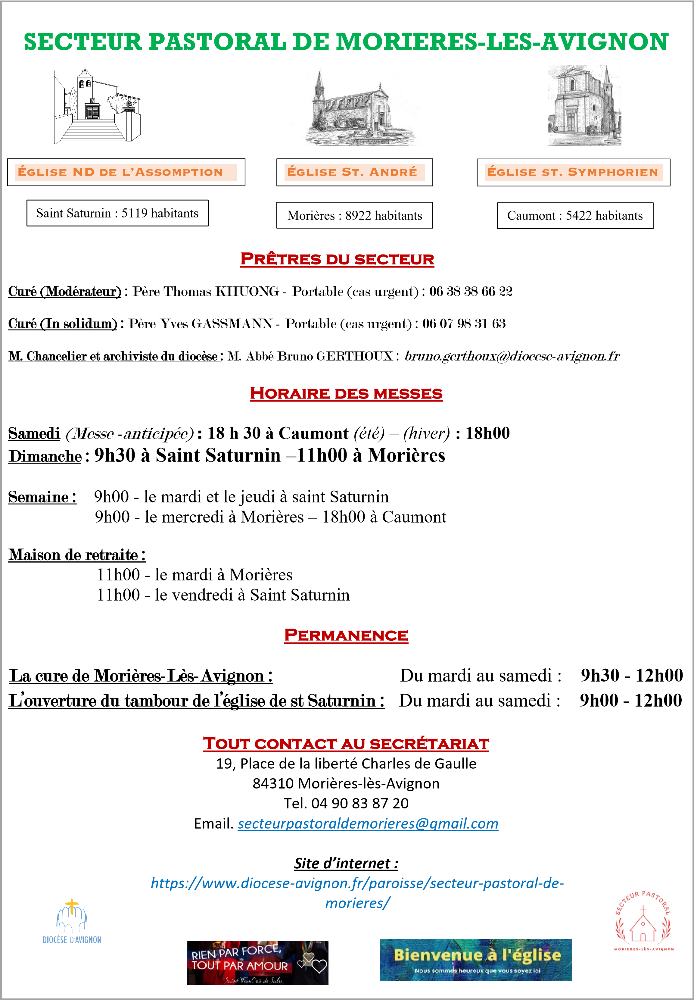 SECTEUR PASTORAL DE MORIERES-LES-AVIGNON
Église ND de l’Assomption
Église St. André
Église st. Symphorien
Saint Saturnin : 5119 habitants
Morières : 8922 habitants
Caumont : 5422 habitants
Prêtres du secteur
Curé (Modérateur) : Père Thomas KHUONG - Portable (cas urgent) : 06 38 38 66 22
Curé (In solidum) : Père Yves GASSMANN - Portable (cas urgent) : 06 07 98 31 63
M. Chancelier et archiviste du diocèse : M. Abbé Bruno GERTHOUX : bruno.gerthoux@diocese-avignon.fr
Horaire des messes
Samedi (Messe -anticipée) : 18 h 30 à Caumont (été) – (hiver) : 18h00
Dimanche : 9h30 à Saint Saturnin –11h00 à Morières
Semaine : 9h00 - le mardi et le jeudi à saint Saturnin
9h00 - le mercredi à Morières – 18h00 à Caumont
Maison de retraite :
11h00 - le mardi à Morières
11h00 - le vendredi à Saint Saturnin
Permanence
La cure de Morières-Lès-Avignon : Du mardi au samedi : 9h30 - 12h00
L’ouverture du tambour de l’église de st Saturnin : Du mardi au samedi : 9h00 - 12h00
Tout contact au secrétariat
19, Place de la liberté Charles de Gaulle
84310 Morières-lès-Avignon
Tel. 04 90 83 87 20
Email. secteurpastoraldemorieres@gmail.com
Site d’internet :
https://www.diocese-avignon.fr/paroisse/secteur-pastoral-de-
morieres/
DIOCÈSE D'AVIGNON
SECTEUR PASTORAL
MORIERES-LÈS-AVIGNON
RIEN PAR FORCE,
TOUT PAR AMOUR
Saint FranCois de Sales
Bienvenue à l'église
Nous sommes heureux que vous soyez ici